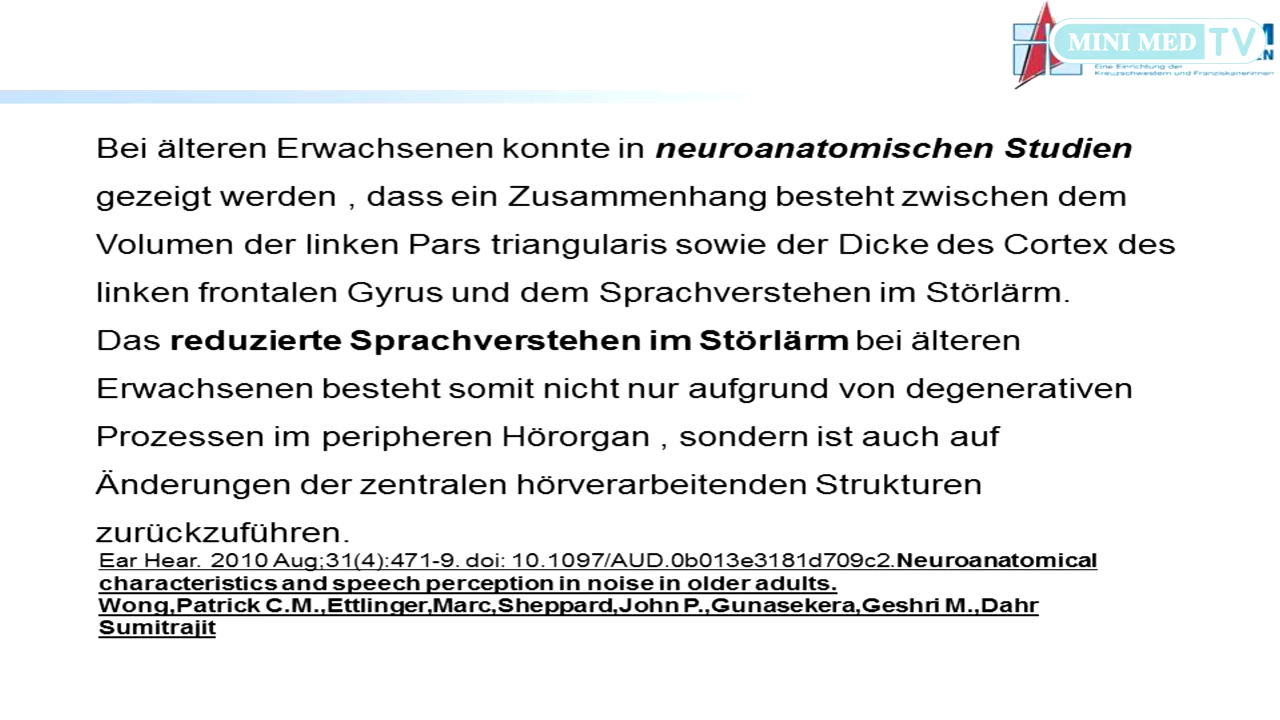 MINI MED TV
Eine Einrichtung der
Kreuzschwestern und Franziskanerinnen
Bei älteren Erwachsenen konnte in neuroanatomischen Studien
gezeigt werden , dass ein Zusammenhang besteht zwischen dem
Volumen der linken Pars triangularis sowie der Dicke des Cortex des
linken frontalen Gyrus und dem Sprachverstehen im Störlärm.
Das reduzierte Sprachverstehen im Störlärm bei älteren
Erwachsenen besteht somit nicht nur aufgrund von degenerativen
Prozessen im peripheren Hörorgan , sondern ist auch auf
Änderungen der zentralen hörverarbeitenden Strukturen
zurückzuführen.
Ear Hear. 2010 Aug;31(4):471-9. doi: 10.1097/AUD.0b013e3181d709c2.Neuroanatomical
characteristics and speech perception in noise in older adults.
Wong,Patrick C.M.,Ettlinger,Marc,Sheppard,John P.,Gunasekera,Geshri M.,Dahr
Sumitrajit